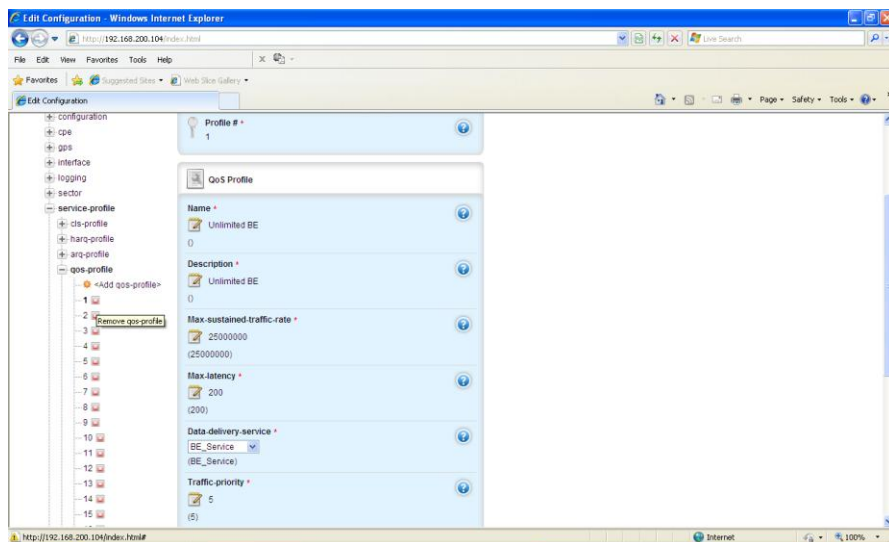 Edit Configuration - Windows Internet Explorer
http://192.168.200.104/index.html
Live Search
File Edit View Favorites Tools Help
Favorites Suggested Sites Web Slice Gallery
Edit Configuration
Page Safety Tools
configuration
cpe
gps
interface
logging
sector
service-profile
cls-profile
harq-profile
arq-profile
qos-profile
<Add qos-profile>
1
2
Remove qos-profile
3
4
5
6
7
8
9
10
11
12
13
14
15
Profile # *
1
QoS Profile
Name *
Unlimited BE
()
Description *
Unlimited BE
()
Max-sustained-traffic-rate *
25000000
(25000000)
Max-latency *
200
(200)
Data-delivery-service *
BE_Service
(BE_Service)
Traffic-priority *
5
(5)
http://192.168.200.104/index.html#
Internet
100%